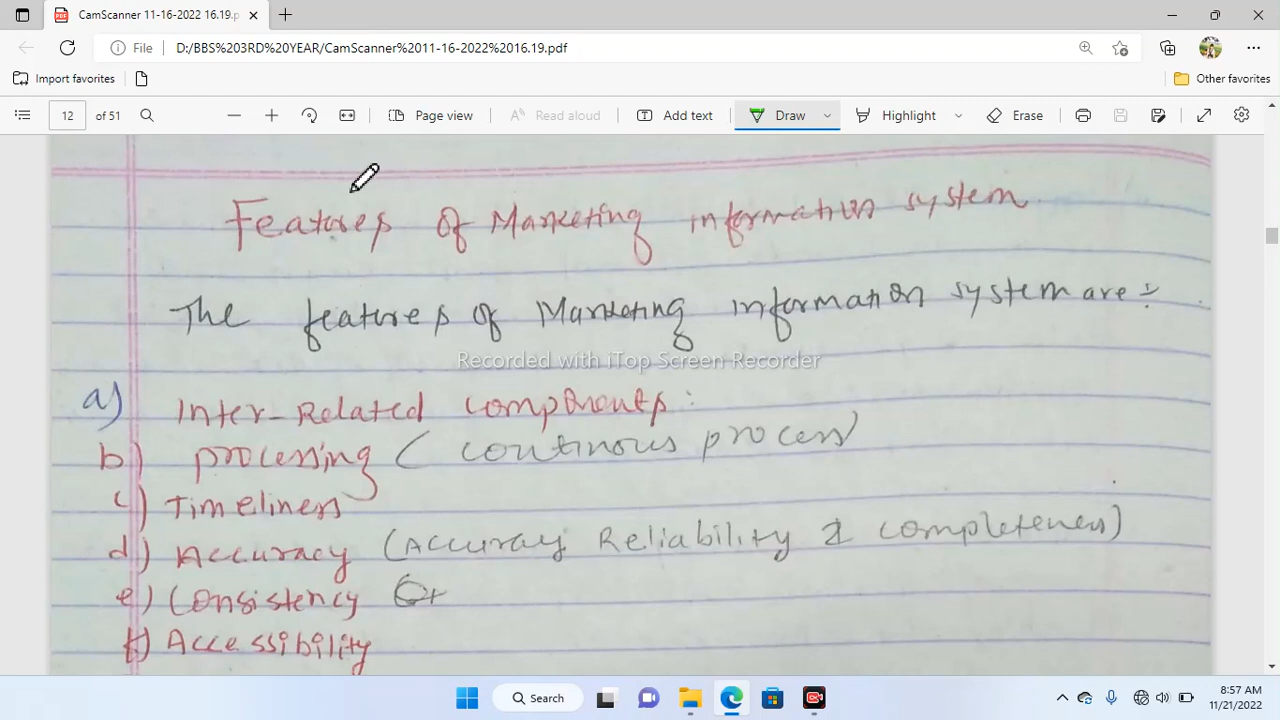 CamScanner 11-16-2022 16.19.p
File D:/BBS%203RD%20YEAR/CamScanner%2011-16-2022%2016.19.pdf
Import favorites
Other favorites
12 of 51 Page view Read aloud Add text Draw Highlight Erase
Features of Marketing information system
The features of Marketing information system are :-
Recorded with iTop Screen Recorder
a) Inter-Related components:
b) processing ( continous process)
c) Timeliness
d) Accuracy (Accuracy Reliability & completeness)
e) Consistency
f) Accessibility
Search
8:57 AM
11/21/2022